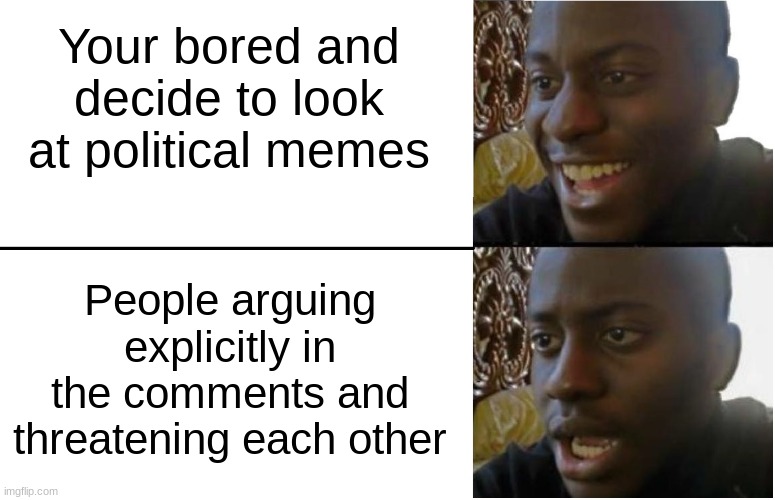 Your bored and
decide to look
at political memes
People arguing
explicitly in
the comments and
threatening each other
imgflip.com